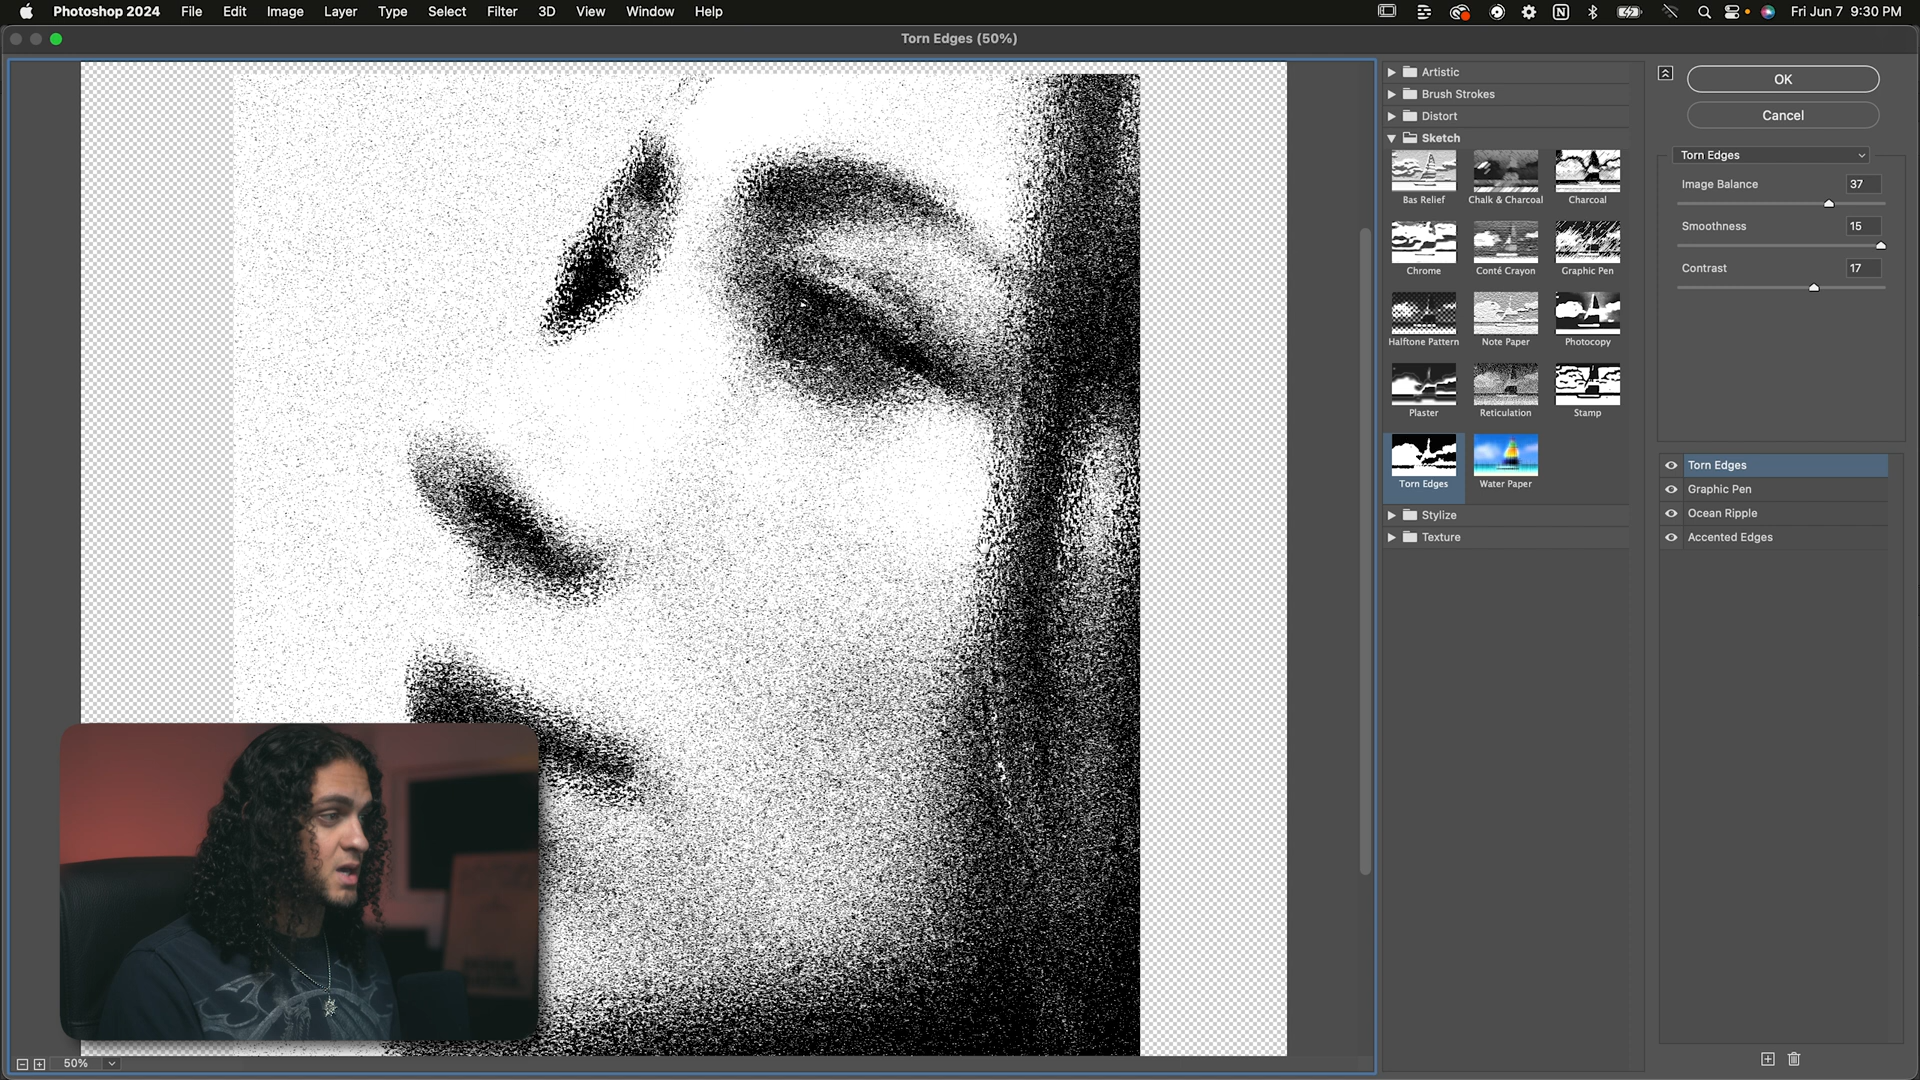 Photoshop 2024 File Edit Image Layer Type Select Filter 3D View Window Help Fri Jun 7 9:30 PM
Torn Edges (50%)
Artistic
Brush Strokes
Distort
Sketch
Bas Relief Chalk & Charcoal Charcoal
Chrome Conté Crayon Graphic Pen
Halftone Pattern Note Paper Photocopy
Plaster Reticulation Stamp
Torn Edges Water Paper
Stylize
Texture
OK
Cancel
Torn Edges
Image Balance 37
Smoothness 15
Contrast 17
Torn Edges
Graphic Pen
Ocean Ripple
Accented Edges
50%